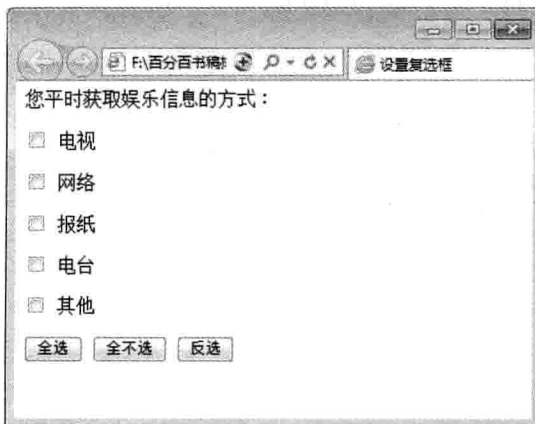 F:\百分百书稿
设置复选框
您平时获取娱乐信息的方式：
电视
网络
报纸
电台
其他
全选 全不选 反选